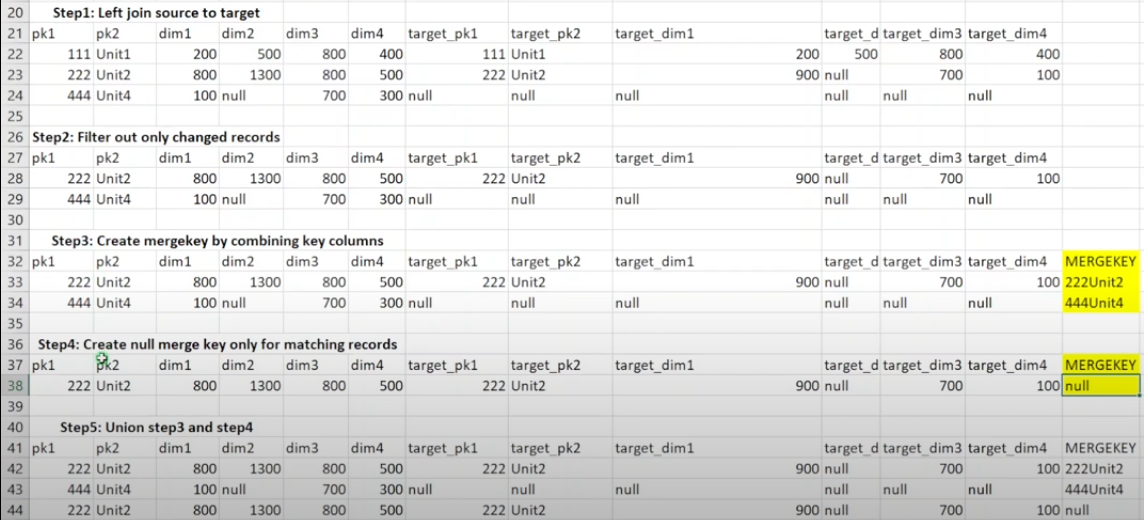 20 Step1: Left join source to target
21 pk1 pk2 dim1 dim2 dim3 dim4 target_pk1 target_pk2 target_dim1 target_d target_dim3 target_dim4
22 111 Unit1 200 500 800 400 111 Unit1 200 500 800 400
23 222 Unit2 800 1300 800 500 222 Unit2 900 null 700 100
24 444 Unit4 100 null 700 300 null null null null null null
25
26 Step2: Filter out only changed records
27 pk1 pk2 dim1 dim2 dim3 dim4 target_pk1 target_pk2 target_dim1 target_d target_dim3 target_dim4
28 222 Unit2 800 1300 800 500 222 Unit2 900 null 700 100
29 444 Unit4 100 null 700 300 null null null null null null
30
31 Step3: Create mergekey by combining key columns
32 pk1 pk2 dim1 dim2 dim3 dim4 target_pk1 target_pk2 target_dim1 target_d target_dim3 target_dim4 MERGEKEY
33 222 Unit2 800 1300 800 500 222 Unit2 900 null 700 100 222Unit2
34 444 Unit4 100 null 700 300 null null null null null null 444Unit4
35
36 Step4: Create null merge key only for matching records
37 pk1 pk2 dim1 dim2 dim3 dim4 target_pk1 target_pk2 target_dim1 target_d target_dim3 target_dim4 MERGEKEY
38 222 Unit2 800 1300 800 500 222 Unit2 900 null 700 100 null
39
40 Step5: Union step3 and step4
41 pk1 pk2 dim1 dim2 dim3 dim4 target_pk1 target_pk2 target_dim1 target_d target_dim3 target_dim4 MERGEKEY
42 222 Unit2 800 1300 800 500 222 Unit2 900 null 700 100 222Unit2
43 444 Unit4 100 null 700 300 null null null null null null 444Unit4
44 222 Unit2 800 1300 800 500 222 Unit2 900 null 700 100 null